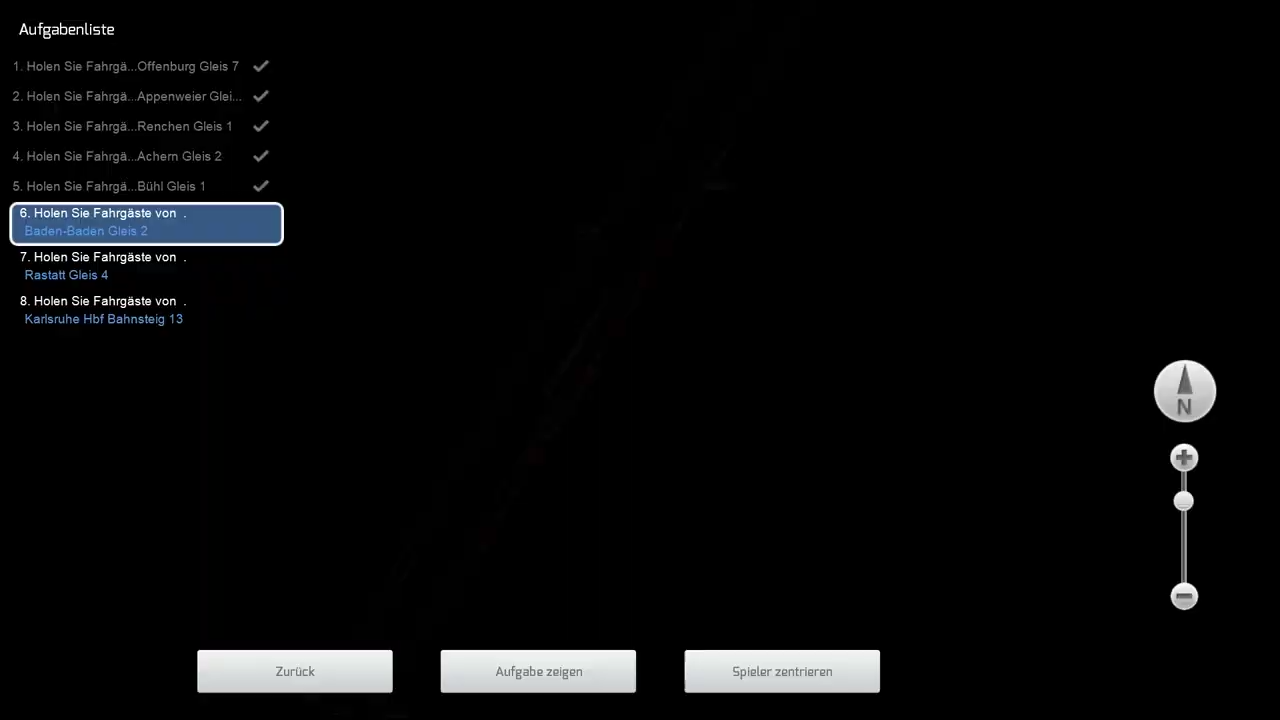 Aufgabenliste
1. Holen Sie Fahrgä...Offenburg Gleis 7
2. Holen Sie Fahrgä...Appenweier Glei...
3. Holen Sie Fahrgä...Renchen Gleis 1
4. Holen Sie Fahrgä...Achern Gleis 2
5. Holen Sie Fahrgä...Bühl Gleis 1
6. Holen Sie Fahrgäste von .
Baden-Baden Gleis 2
7. Holen Sie Fahrgäste von .
Rastatt Gleis 4
8. Holen Sie Fahrgäste von .
Karlsruhe Hbf Bahnsteig 13
N
Zurück
Aufgabe zeigen
Spieler zentrieren